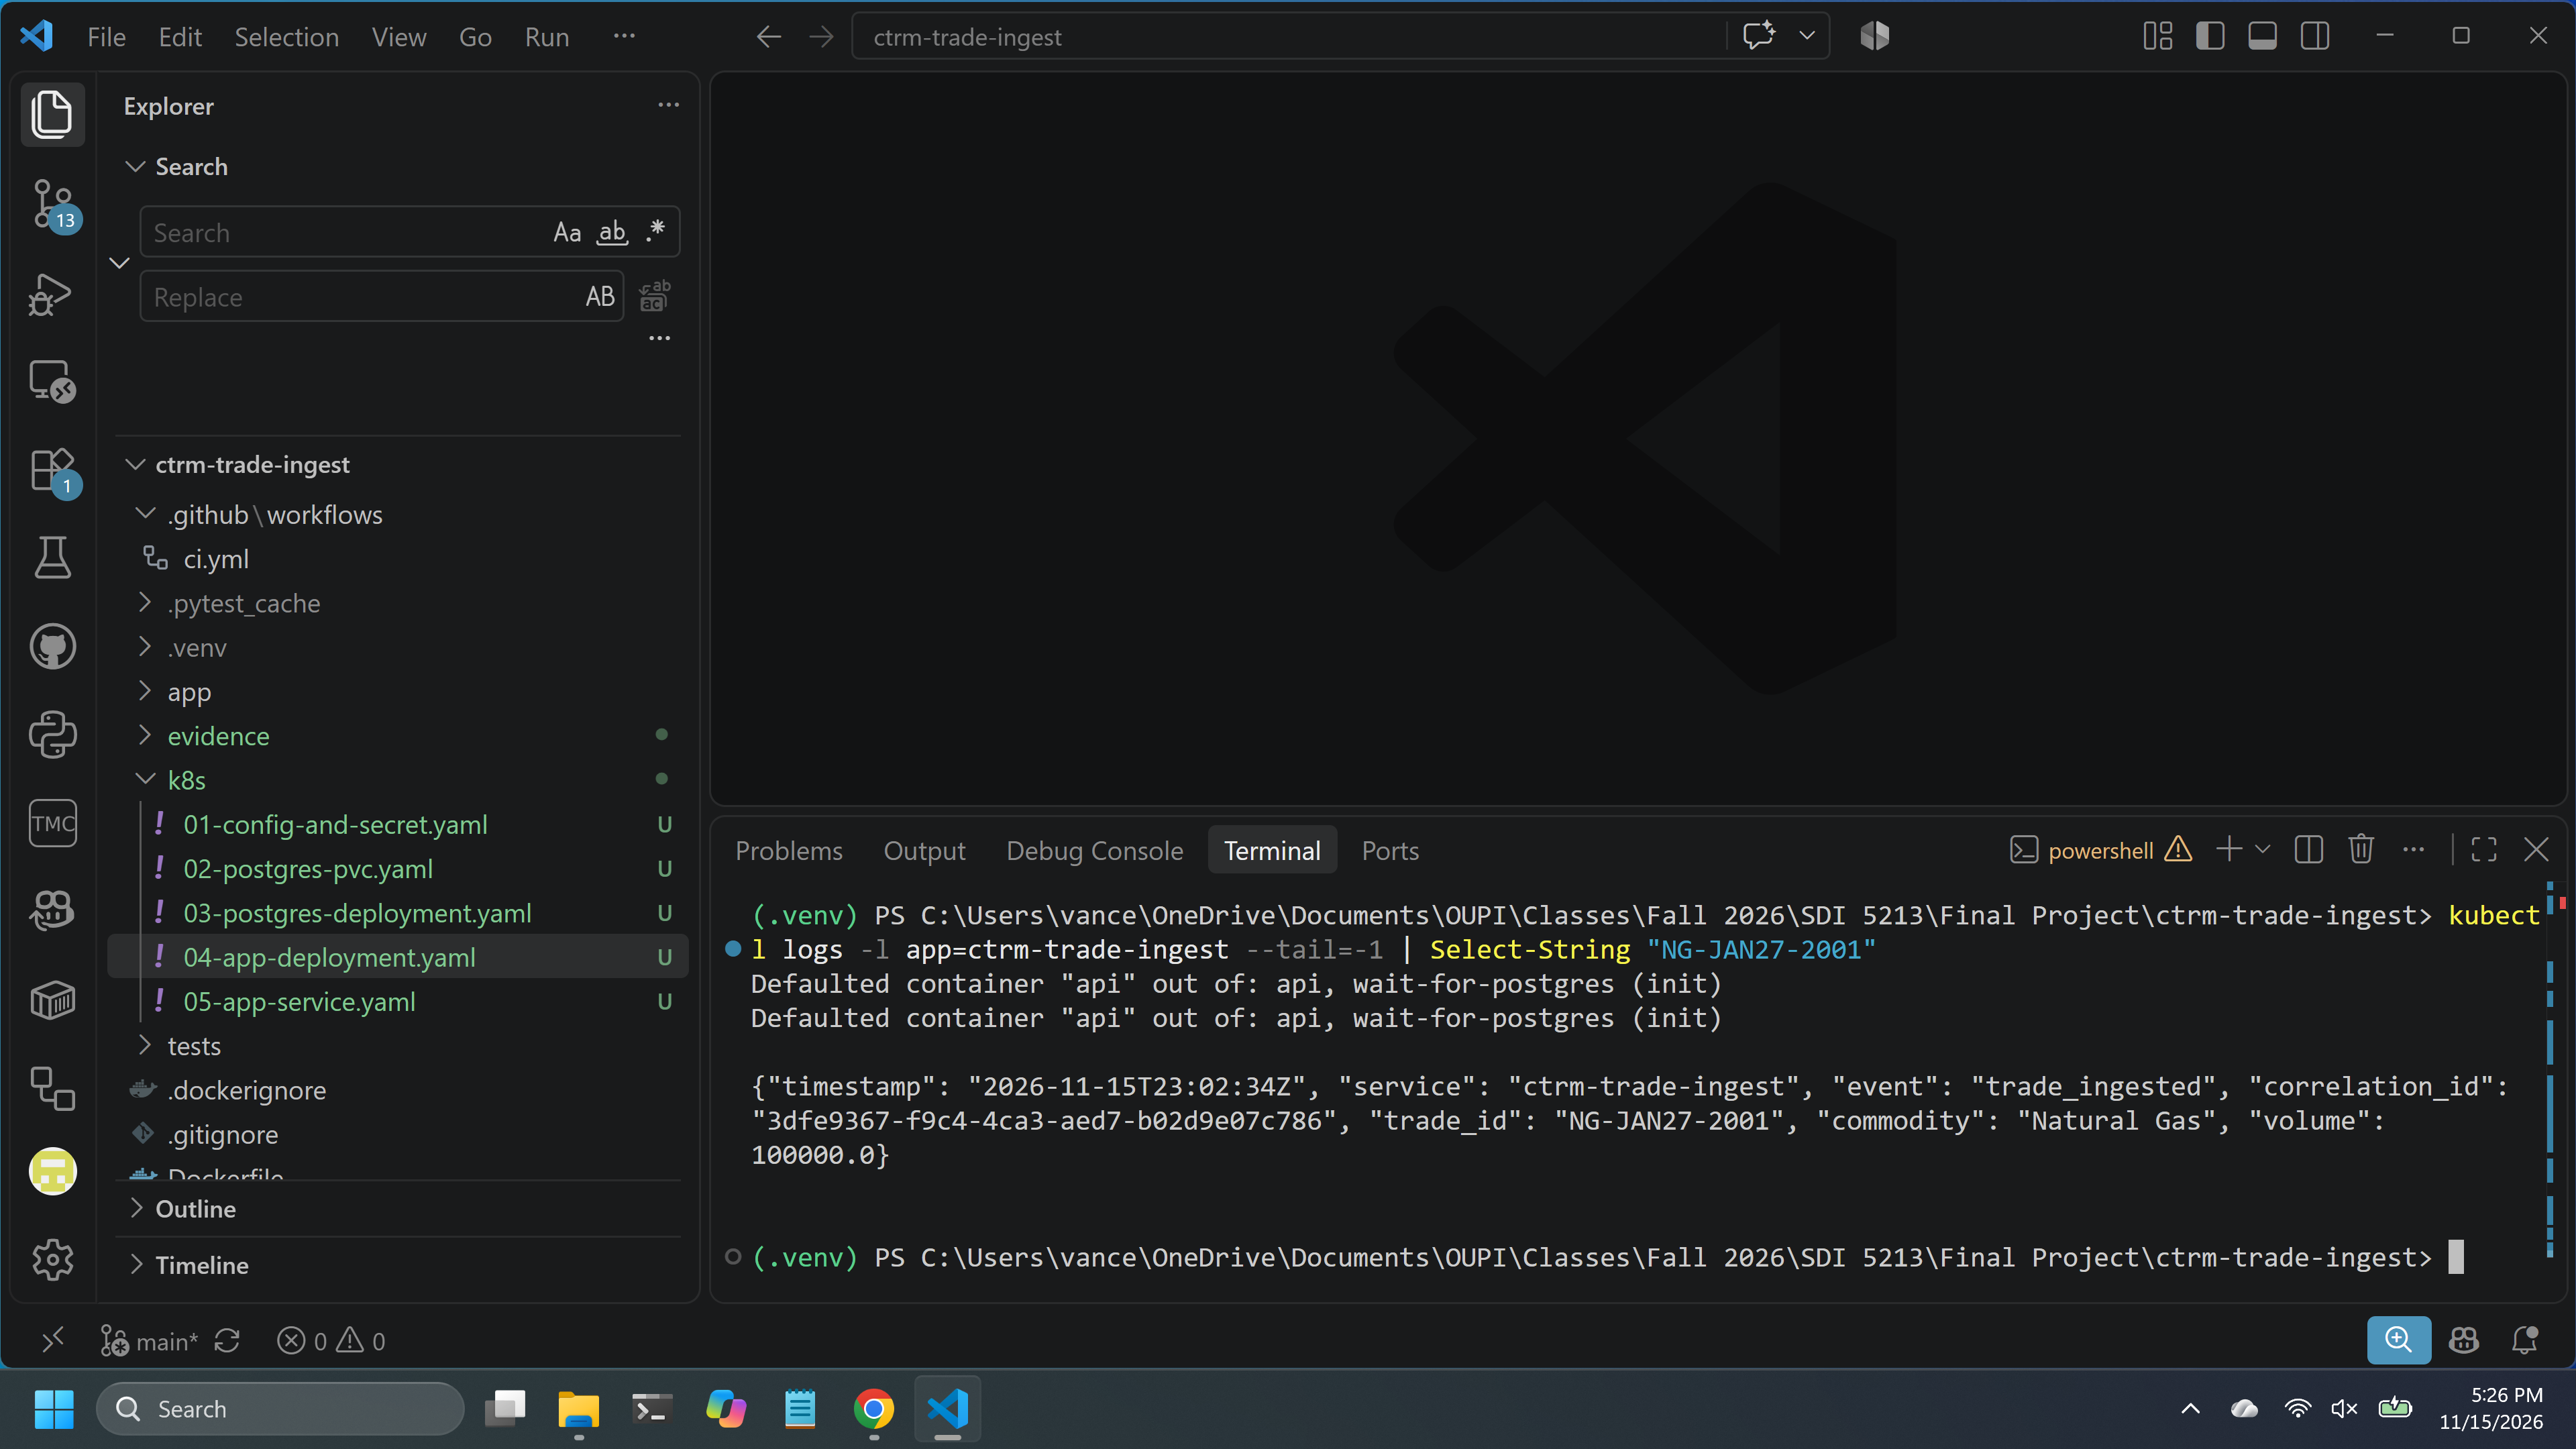 File Edit Selection View Go Run ...
ctrm-trade-ingest
Explorer
Search
Search Aa ab .*
Replace AB
ab
ac
13
1
TMC
ctrm-trade-ingest
.github\workflows
ci.yml
.pytest_cache
.venv
app
evidence
k8s
! 01-config-and-secret.yaml U
! 02-postgres-pvc.yaml U
! 03-postgres-deployment.yaml U
! 04-app-deployment.yaml U
! 05-app-service.yaml U
tests
.dockerignore
.gitignore
Dockerfile
Outline
Timeline
Problems Output Debug Console Terminal Ports
powershell
(.venv) PS C:\Users\vance\OneDrive\Documents\OUPI\Classes\Fall 2026\SDI 5213\Final Project\ctrm-trade-ingest> kubect
l logs -l app=ctrm-trade-ingest --tail=-1 | Select-String "NG-JAN27-2001"
Defaulted container "api" out of: api, wait-for-postgres (init)
Defaulted container "api" out of: api, wait-for-postgres (init)
{"timestamp": "2026-11-15T23:02:34Z", "service": "ctrm-trade-ingest", "event": "trade_ingested", "correlation_id":
"3dfe9367-f9c4-4ca3-aed7-b02d9e07c786", "trade_id": "NG-JAN27-2001", "commodity": "Natural Gas", "volume":
100000.0}
(.venv) PS C:\Users\vance\OneDrive\Documents\OUPI\Classes\Fall 2026\SDI 5213\Final Project\ctrm-trade-ingest>
main* 0 0
Search
5:26 PM
11/15/2026